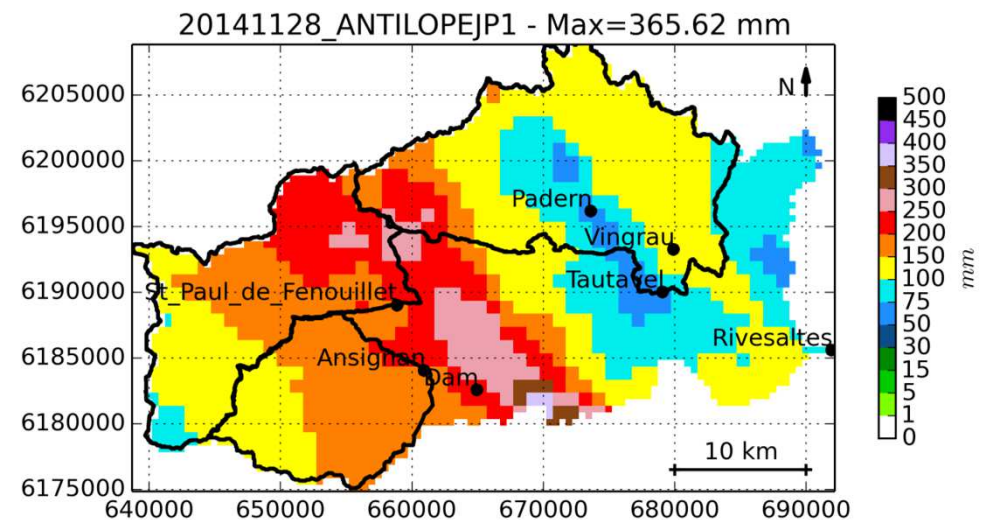 20141128_ANTILOPEJP1 - Max=365.62 mm
N
6205000
6200000
6195000
6190000
6185000
6180000
6175000
Padern
Vingrau
Tautavel
St_Paul_de_Fenouillet
Rivesaltes
Ansignan
Dam
10 km
640000 650000 660000 670000 680000 690000
500
450
400
350
300
250
200
150
100
75
50
30
15
5
1
0
mm